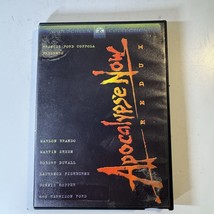 FRANCIS FORD COPPOLA
PRESENTS
Apocalypse Now
REDUX
MARLON BRANDO
MARTIN SHEEN
ROBERT DUVALL
LAURENCE FISHBURNE
DENNIS HOPPER
AND HARRISON FORD